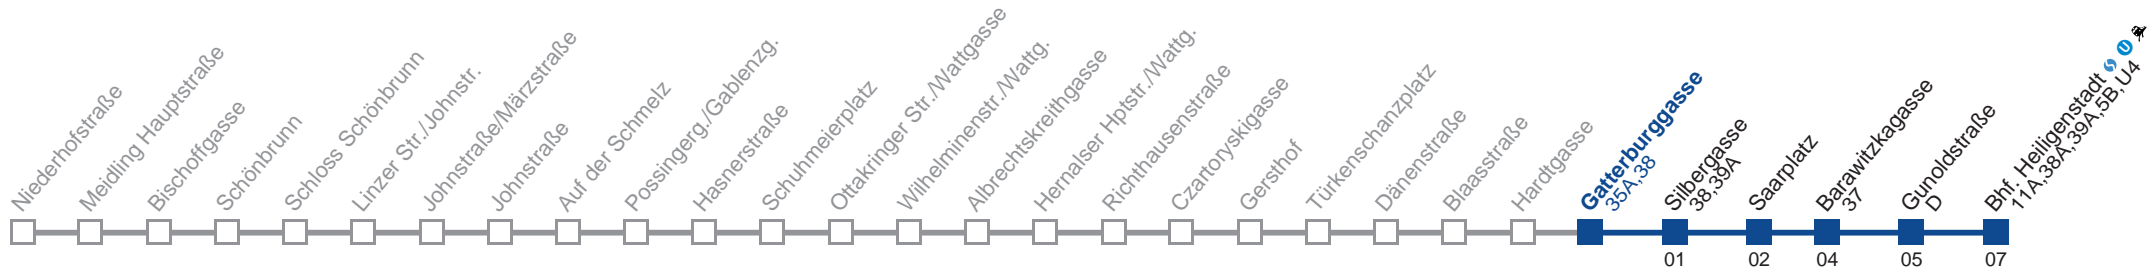 Niederhofstraße
Meidling Hauptstraße
Bischoffgasse
Schönbrunn
Schloss Schönbrunn
Linzer Str./Johnstr.
Johnstraße/Märzstraße
Johnstraße
Auf der Schmelz
Possingerg./Gablenzg.
Hasnerstraße
Schuhmeierplatz
Ottakringer Str./Wattgasse
Wilhelminenstr./Wattg.
Albrechtskreithgasse
Hernalser Hptstr./Wattg.
Richthausenstraße
Czartoryskigasse
Gersthof
Türkenschanzplatz
Dänenstraße
Blaasstraße
Hardtgasse
Gatterburggasse
35A,38
Silbergasse
38,39A
Saarplatz
Barawitzkagasse
37
Gunoldstraße
D
Bhf. Heiligenstadt S U
11A,38A,39A,5B,U4
01
02
04
05
07